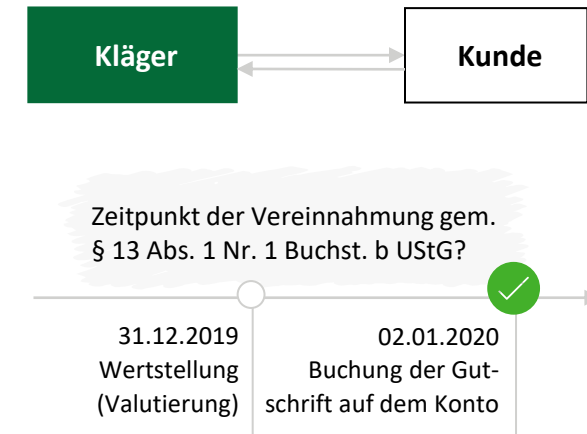 Kläger
Kunde
Zeitpunkt der Vereinnahmung gem.
§ 13 Abs. 1 Nr. 1 Buchst. b UStG?
31.12.2019
Wertstellung
(Valutierung)
02.01.2020
Buchung der Gut-
schrift auf dem Konto